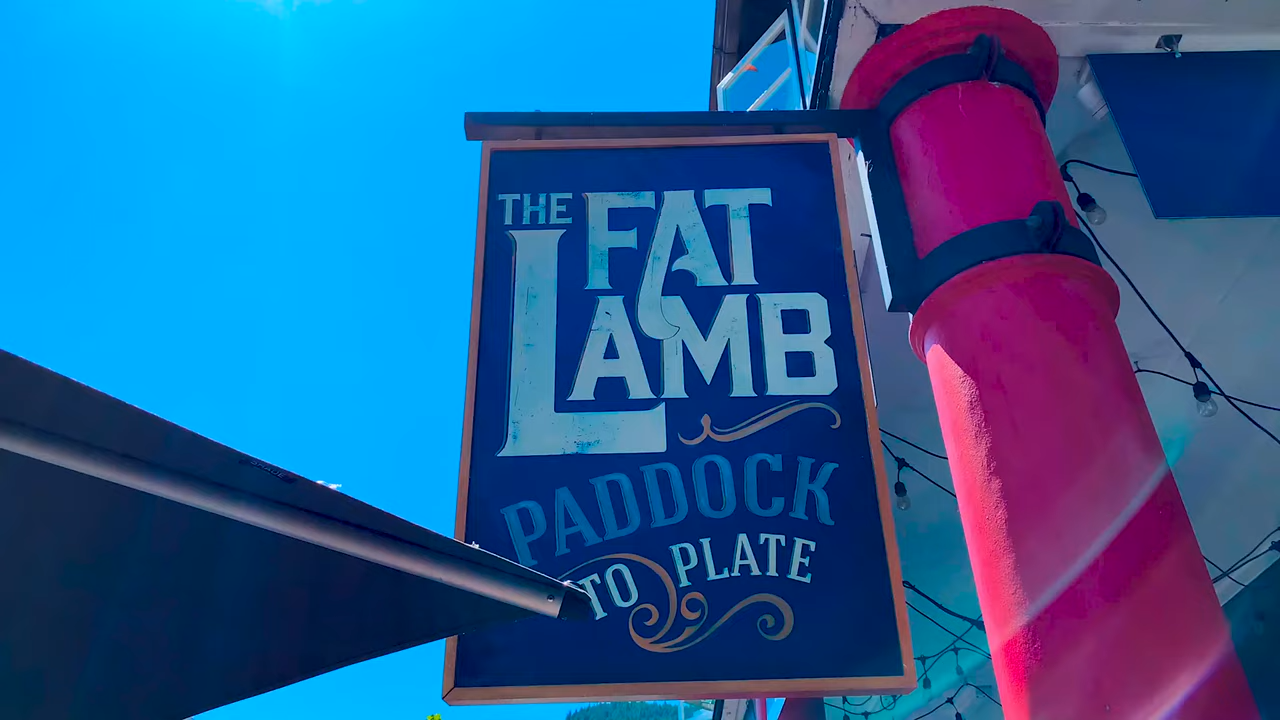 THE FAT
LAMB
PADDOCK
TO PLATE